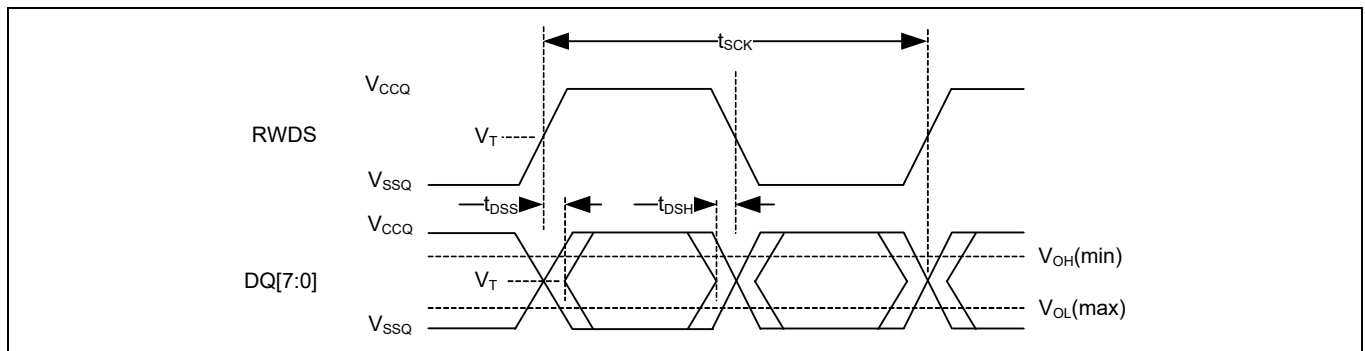 tSCK
VCCQ
RWDS
VT
VSSQ
tDSS
tDSH
VCCQ
VOH(min)
DQ[7:0]
VT
VOL(max)
VSSQ